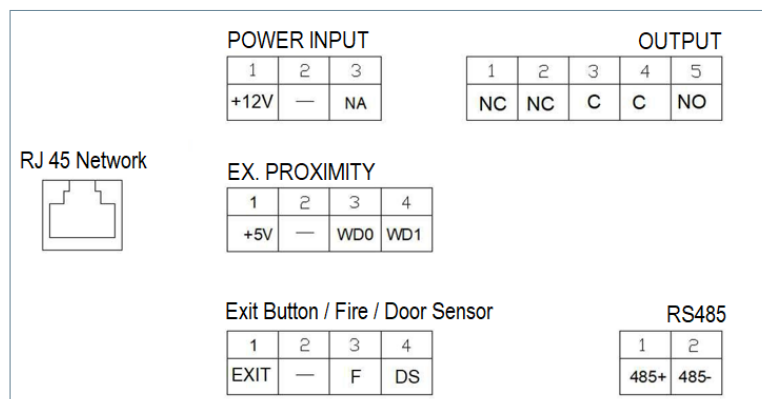 POWER INPUT
1 2 3
+12V — NA
OUTPUT
1 2 3 4 5
NC NC C C NO
RJ 45 Network
EX. PROXIMITY
1 2 3 4
+5V — WD0 WD1
Exit Button / Fire / Door Sensor
1 2 3 4
EXIT — F DS
RS485
1 2
485+ 485-